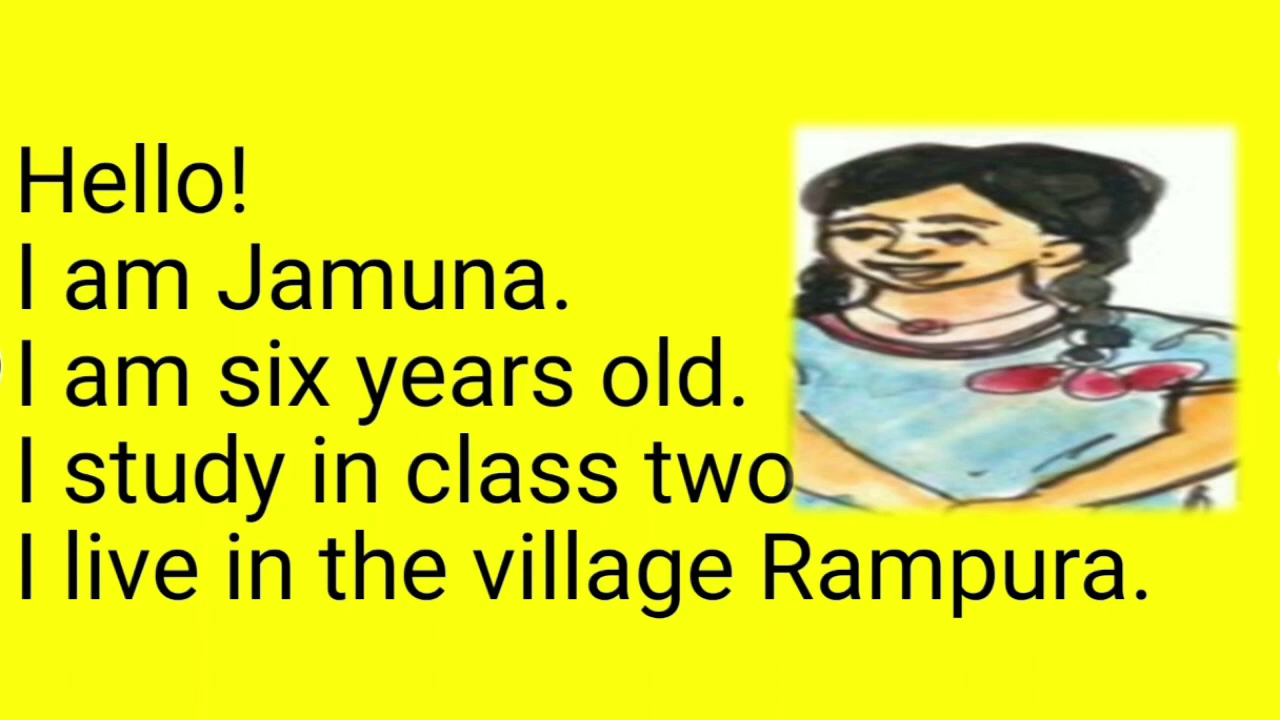 Hello!
I am Jamuna.
I am six years old.
I study in class two
I live in the village Rampura.